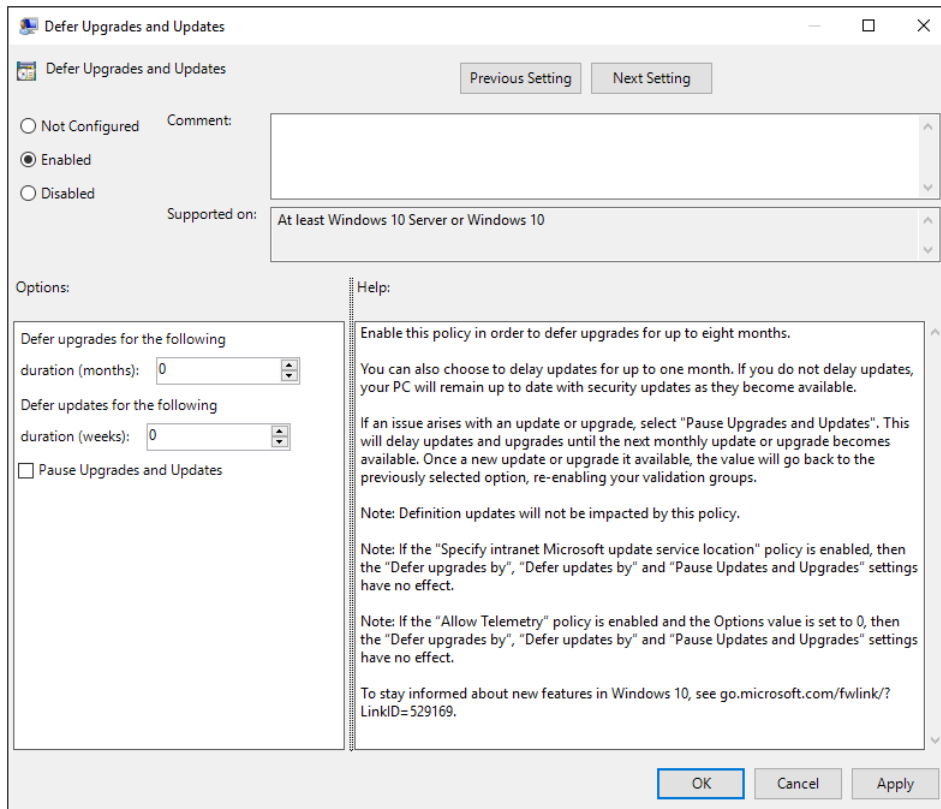 Defer Upgrades and Updates
Defer Upgrades and Updates
Previous Setting
Next Setting
Not Configured
Enabled
Disabled
Comment:
Supported on:
At least Windows 10 Server or Windows 10
Options:
Help:
Defer upgrades for the following
duration (months): 0
Defer updates for the following
duration (weeks): 0
Pause Upgrades and Updates
Enable this policy in order to defer upgrades for up to eight months.
You can also choose to delay updates for up to one month. If you do not delay updates,
your PC will remain up to date with security updates as they become available.
If an issue arises with an update or upgrade, select "Pause Upgrades and Updates". This
will delay updates and upgrades until the next monthly update or upgrade becomes
available. Once a new update or upgrade it available, the value will go back to the
previously selected option, re-enabling your validation groups.
Note: Definition updates will not be impacted by this policy.
Note: If the "Specify intranet Microsoft update service location" policy is enabled, then
the "Defer upgrades by", "Defer updates by" and "Pause Updates and Upgrades" settings
have no effect.
Note: If the "Allow Telemetry" policy is enabled and the Options value is set to 0, then
the "Defer upgrades by", "Defer updates by" and "Pause Updates and Upgrades" settings
have no effect.
To stay informed about new features in Windows 10, see go.microsoft.com/fwlink/?
LinkID=529169.
OK
Cancel
Apply